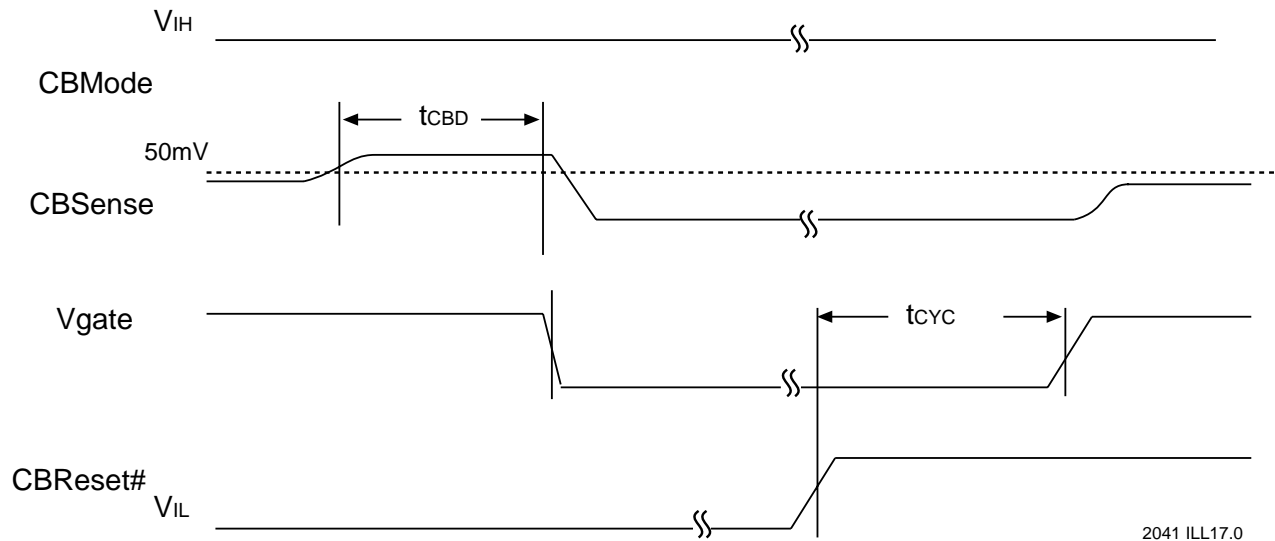 VIH
CBMode
tCBD
50mV
CBSense
Vgate
tCYC
CBReset#
VIL
2041 ILL17.0